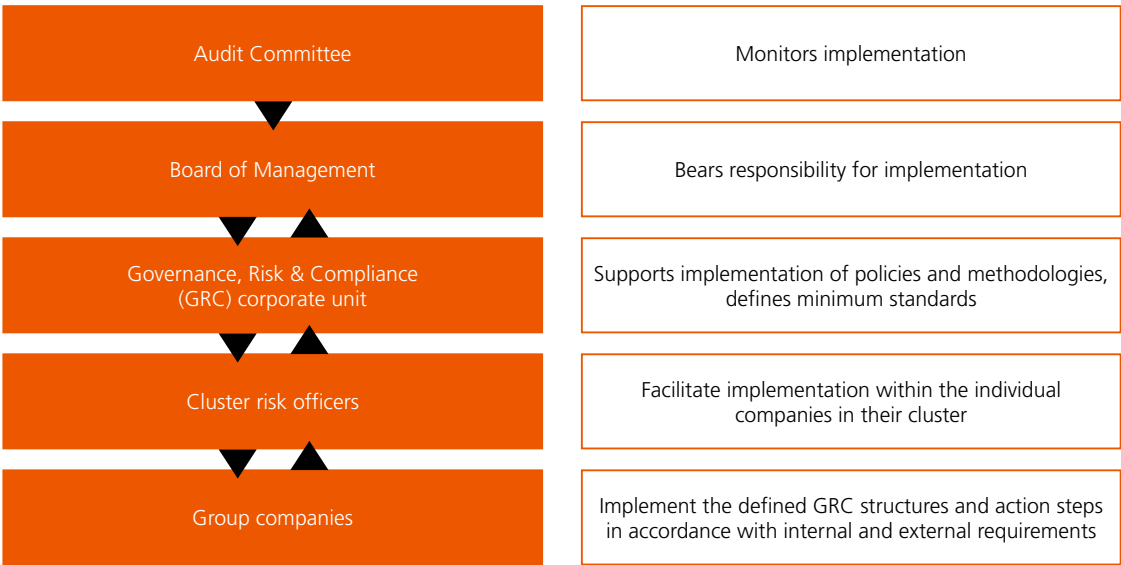 Audit Committee
Monitors implementation
Board of Management
Bears responsibility for implementation
Governance, Risk & Compliance
(GRC) corporate unit
Supports implementation of policies and methodologies,
defines minimum standards
Cluster risk officers
Facilitate implementation within the individual
companies in their cluster
Group companies
Implement the defined GRC structures and action steps
in accordance with internal and external requirements